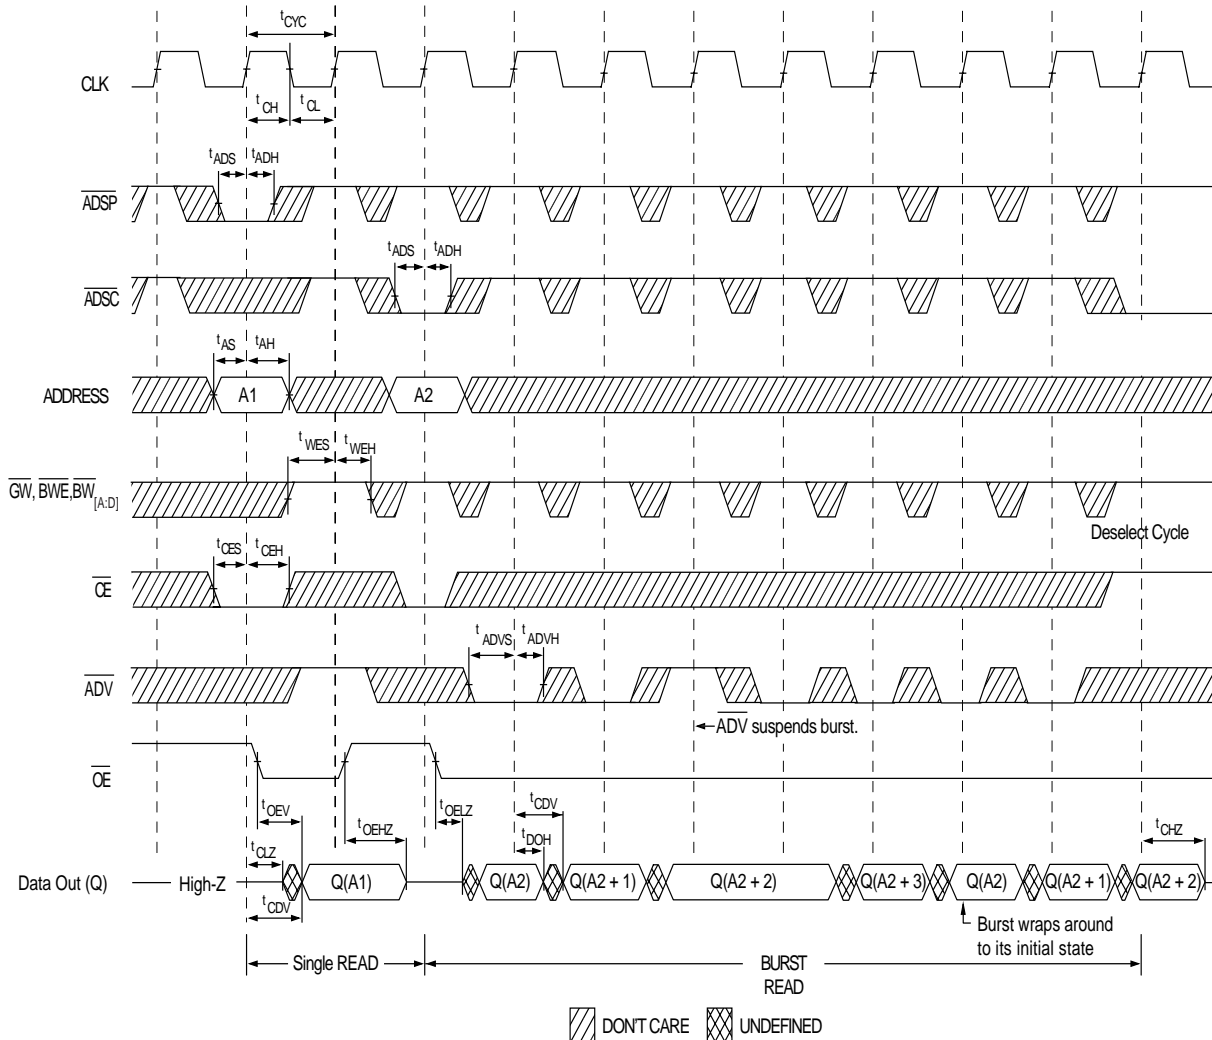 tCYC
CLK
tCH tCL
tADS tADH
ADSP
tADS tADH
ADSC
tAS tAH
ADDRESS A1 A2
tWES tWEH
GW, BWE,BW[A:D]
Deselect Cycle
tCES tCEH
CE
tADVS tADVH
ADV
ADV suspends burst.
OE
tOEV tOEHZ tOELZ tCDV
tCLZ tDOH tCHZ
Data Out (Q) High-Z Q(A1) Q(A2) Q(A2 + 1) Q(A2 + 2) Q(A2 + 3) Q(A2) Q(A2 + 1) Q(A2 + 2)
tCDV
Burst wraps around
to its initial state
Single READ BURST
READ
DON'T CARE UNDEFINED